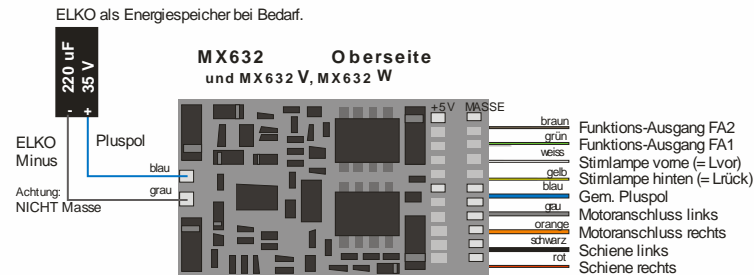 ELKO als Energiespeicher bei Bedarf.
220 uF
35 V
- +
MX632 Oberseite
und MX632 V, MX632 W
ELKO
Minus
Pluspol
blau
Achtung:
NICHT Masse
grau
+5V MASSE
braun Funktions-Ausgang FA2
grün Funktions-Ausgang FA1
weiss Stirnlampe vorne (= Lvor)
gelb Stirnlampe hinten (= Lrück)
blau Gem. Pluspol
grau Motoranschluss links
orange Motoranschluss rechts
schwarz Schiene links
rot Schiene rechts